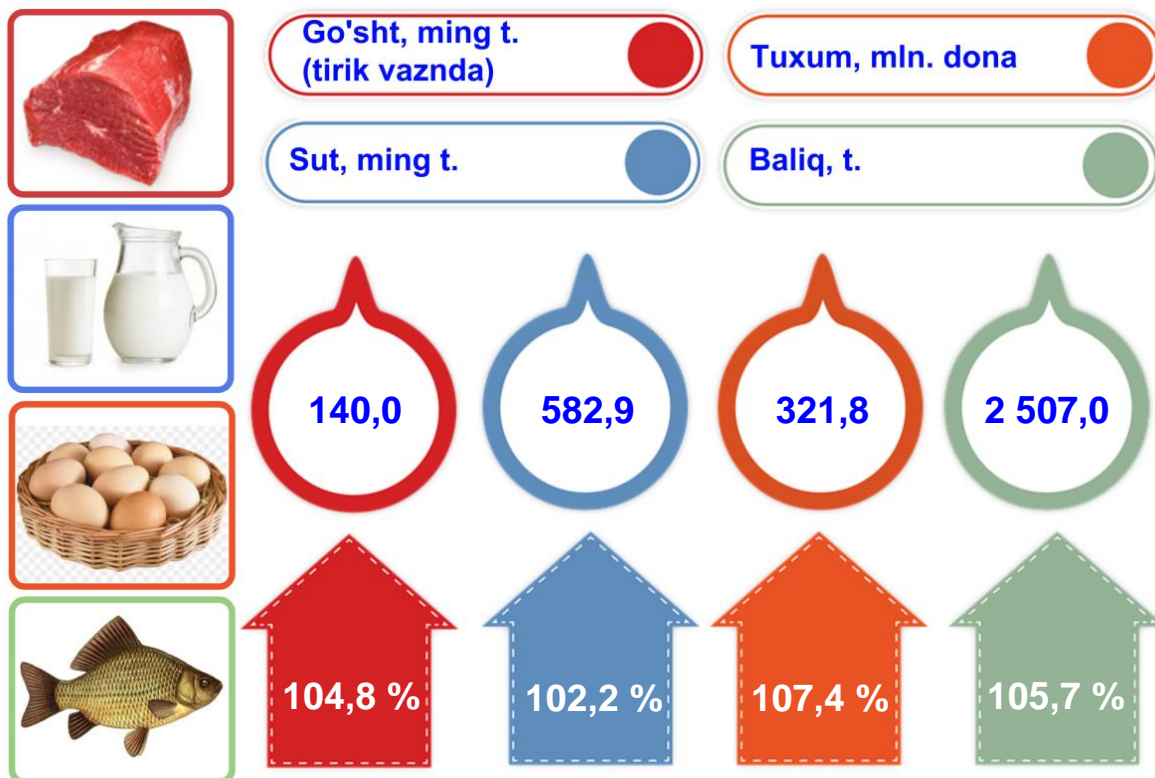 Go'sht, ming t.
(tirik vaznda)
Tuxum, mln. dona
Sut, ming t.
Baliq, t.
140,0
582,9
321,8
2 507,0
104,8 %
102,2 %
107,4 %
105,7 %